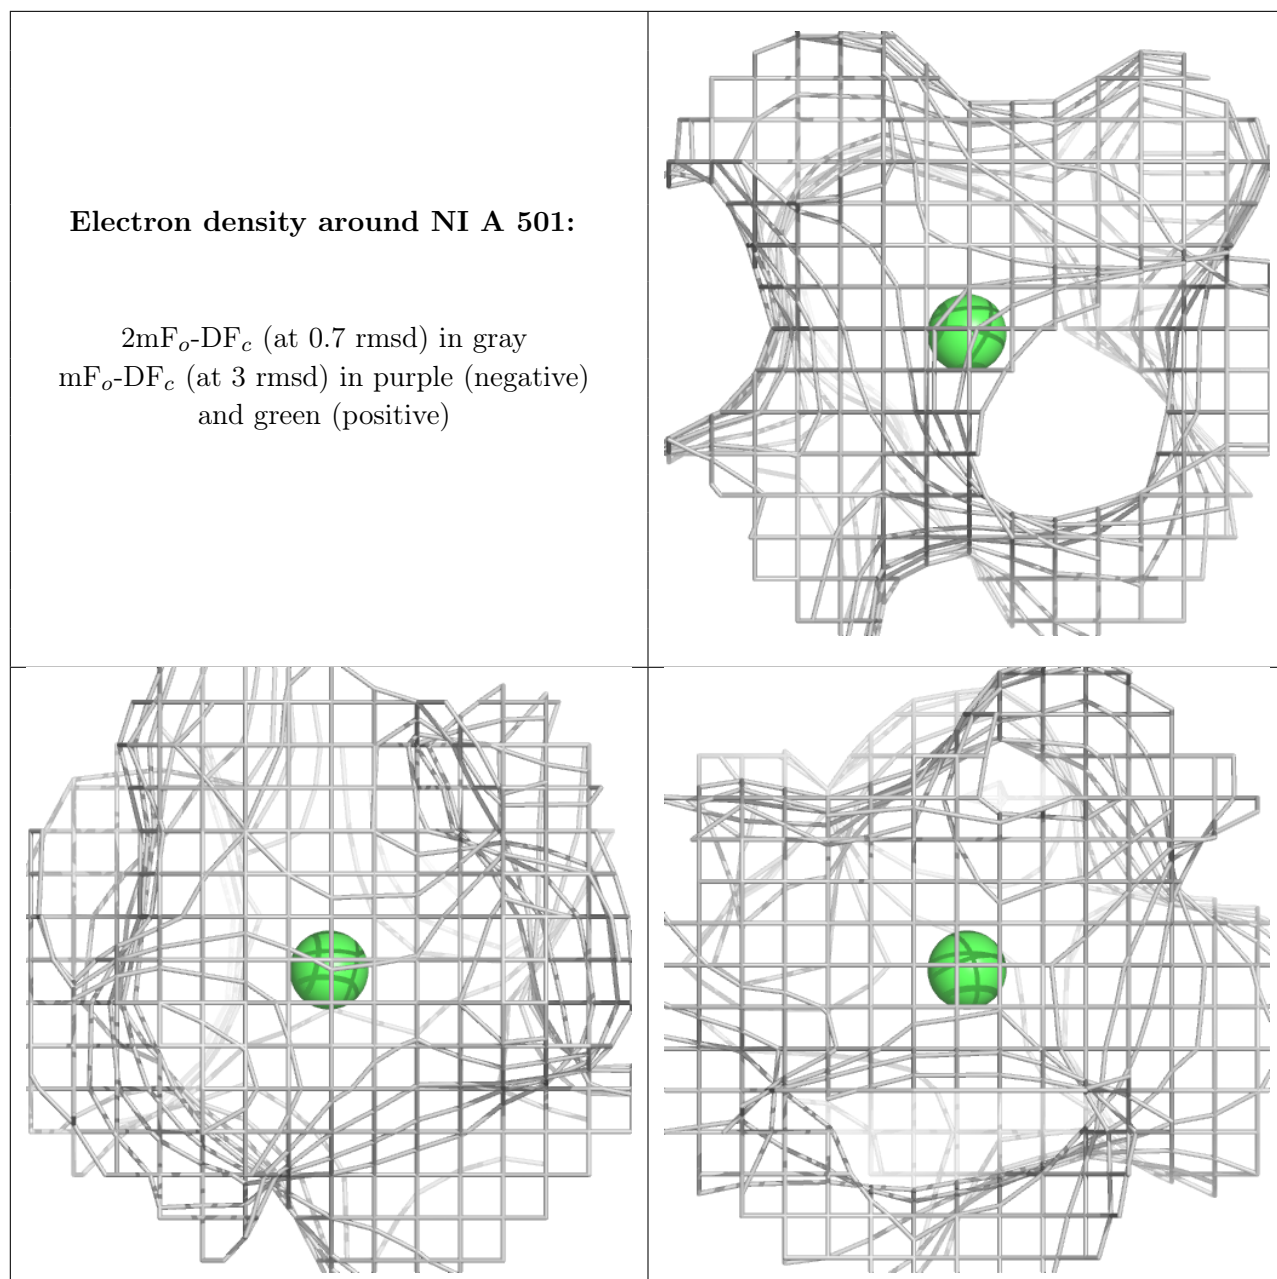 Electron density around NI A 501:
2mFₒ-DF𝑐 (at 0.7 rmsd) in gray
mFₒ-DF𝑐 (at 3 rmsd) in purple (negative)
and green (positive)